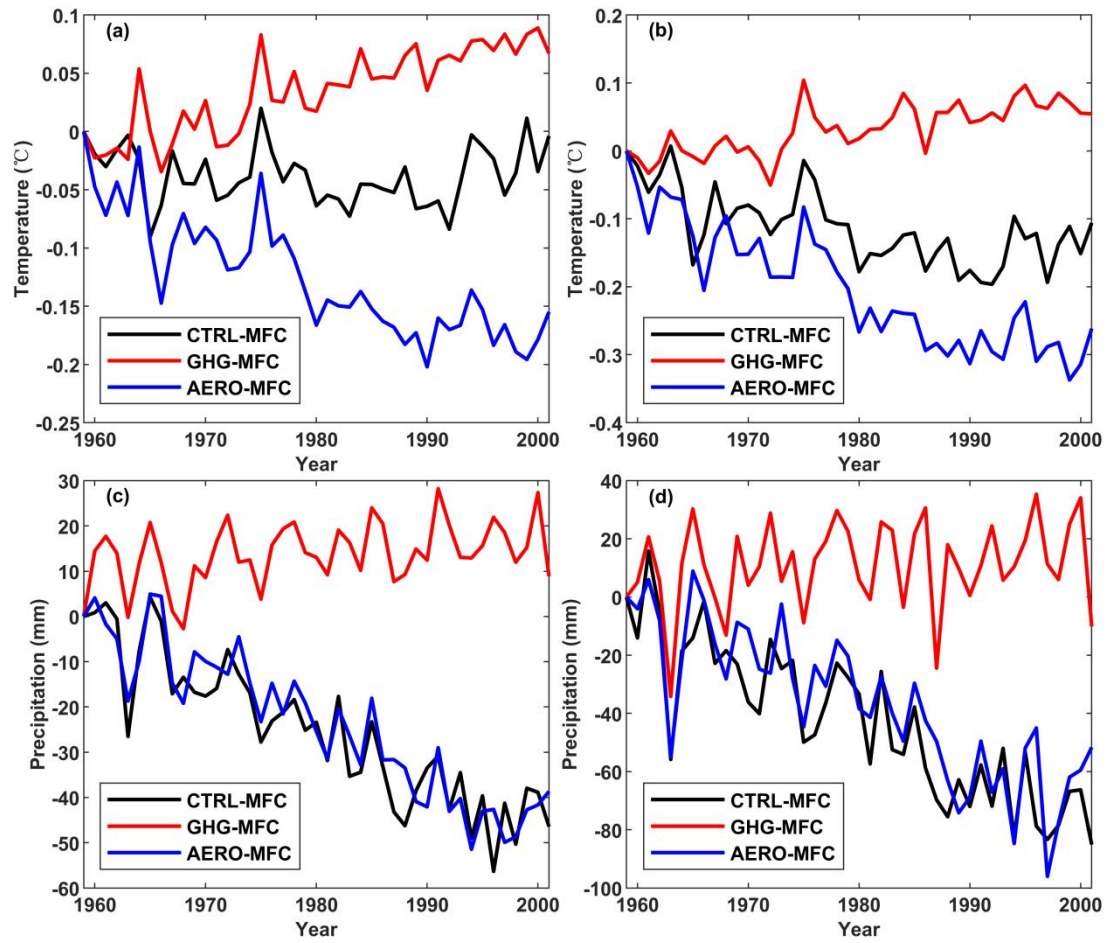 (a)
0.1
0.05
0
-0.05
-0.1
-0.15
-0.2
-0.25
Temperature (℃)
CTRL-MFC
GHG-MFC
AERO-MFC
1960 1970 1980 1990 2000
Year
(b)
0.2
0.1
0
-0.1
-0.2
-0.3
-0.4
Temperature (℃)
CTRL-MFC
GHG-MFC
AERO-MFC
1960 1970 1980 1990 2000
Year
(c)
30
20
10
0
-10
-20
-30
-40
-50
-60
Precipitation (mm)
CTRL-MFC
GHG-MFC
AERO-MFC
1960 1970 1980 1990 2000
Year
(d)
40
20
0
-20
-40
-60
-80
-100
Precipitation (mm)
CTRL-MFC
GHG-MFC
AERO-MFC
1960 1970 1980 1990 2000
Year